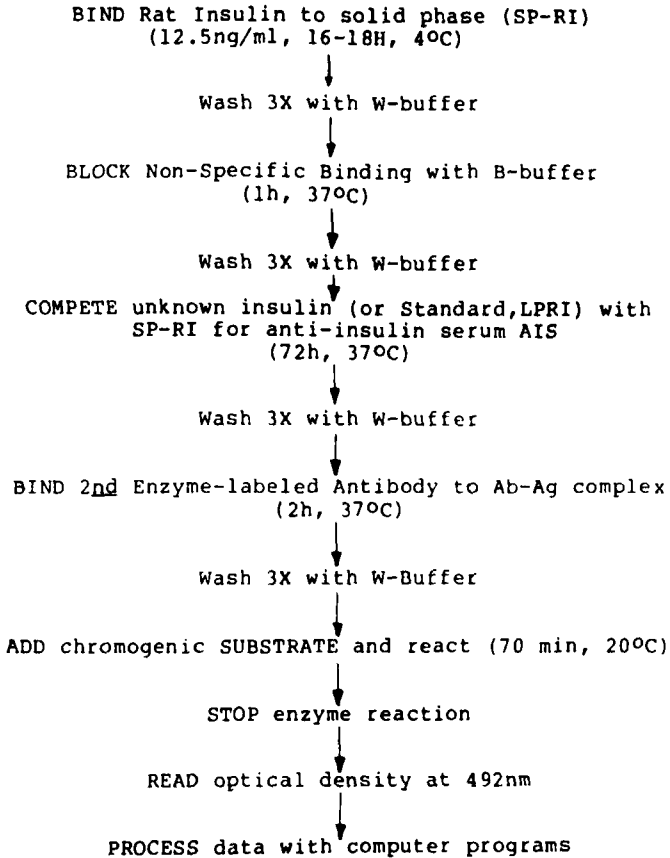 BIND Rat Insulin to solid phase (SP-RI)
(12.5ng/ml, 16-18H, 4ºC)
Wash 3X with W-buffer
BLOCK Non-Specific Binding with B-buffer
(1h, 37ºC)
Wash 3X with W-buffer
COMPETE unknown insulin (or Standard,LPRI) with
SP-RI for anti-insulin serum AIS
(72h, 37ºC)
Wash 3X with W-buffer
BIND 2nd Enzyme-labeled Antibody to Ab-Ag complex
(2h, 37ºC)
Wash 3X with W-Buffer
ADD chromogenic SUBSTRATE and react (70 min, 20ºC)
STOP enzyme reaction
READ optical density at 492nm
PROCESS data with computer programs